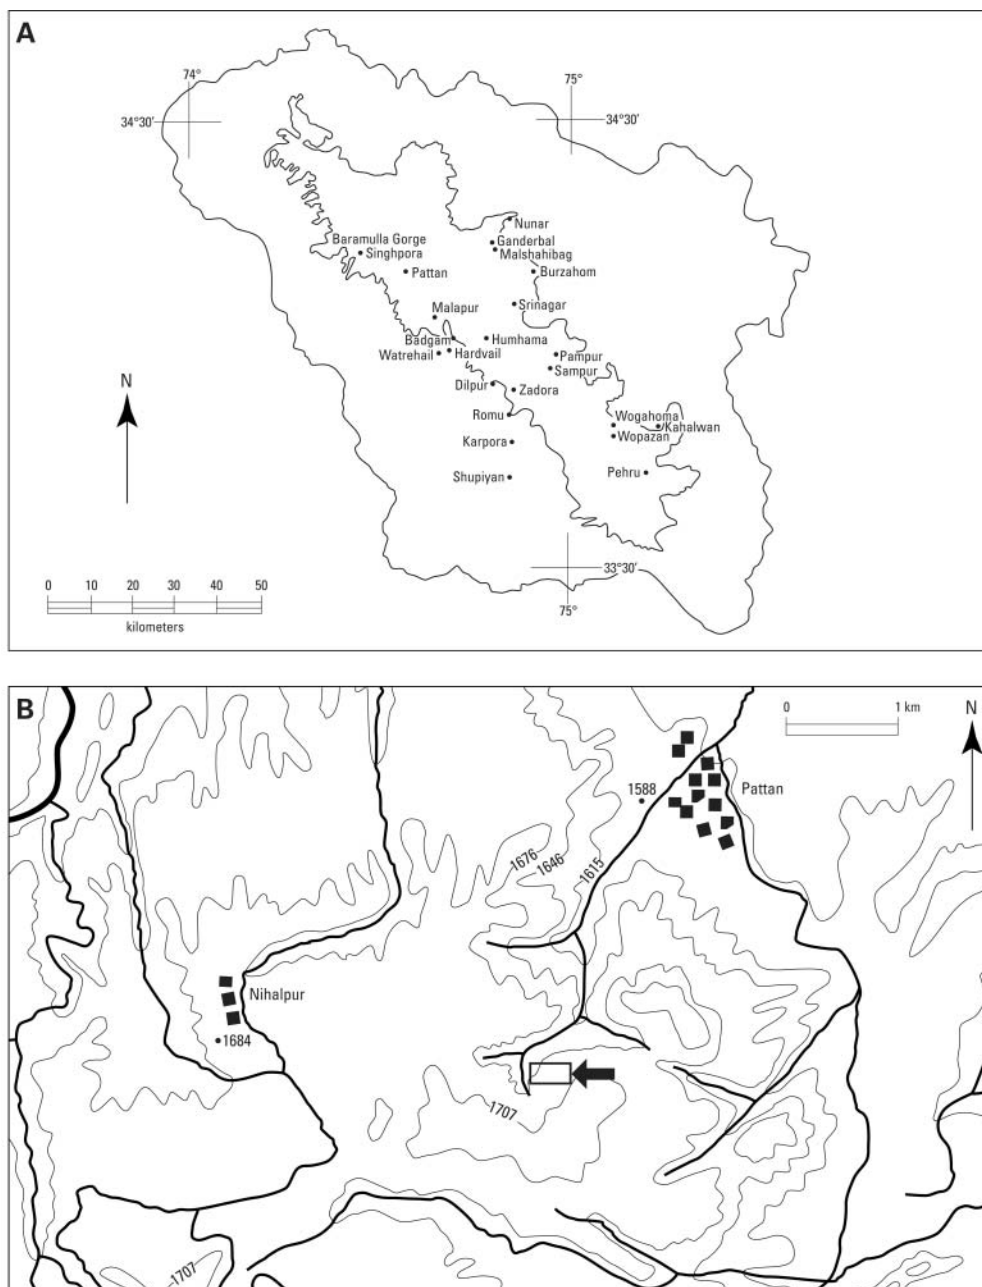 A
74°
75°
34°30'
34°30'
Nunar
Baramulla Gorge
Ganderbal
Singhpora
Malshahibag
Pattan
Burzahom
Malapur
Srinagar
Badgam
Humhama
Watrehail
Hardvail
Pampur
Sampur
N
Dilpur
Zadora
Romu
Wogahoma
Kahalwan
Karpora
Wopazan
Shupiyan
Pehru
33°30'
0 10 20 30 40 50
75°
kilometers
B
0 1 km
N
1588
Pattan
1676
1646
1615
Nihalpur
1684
1707
1707